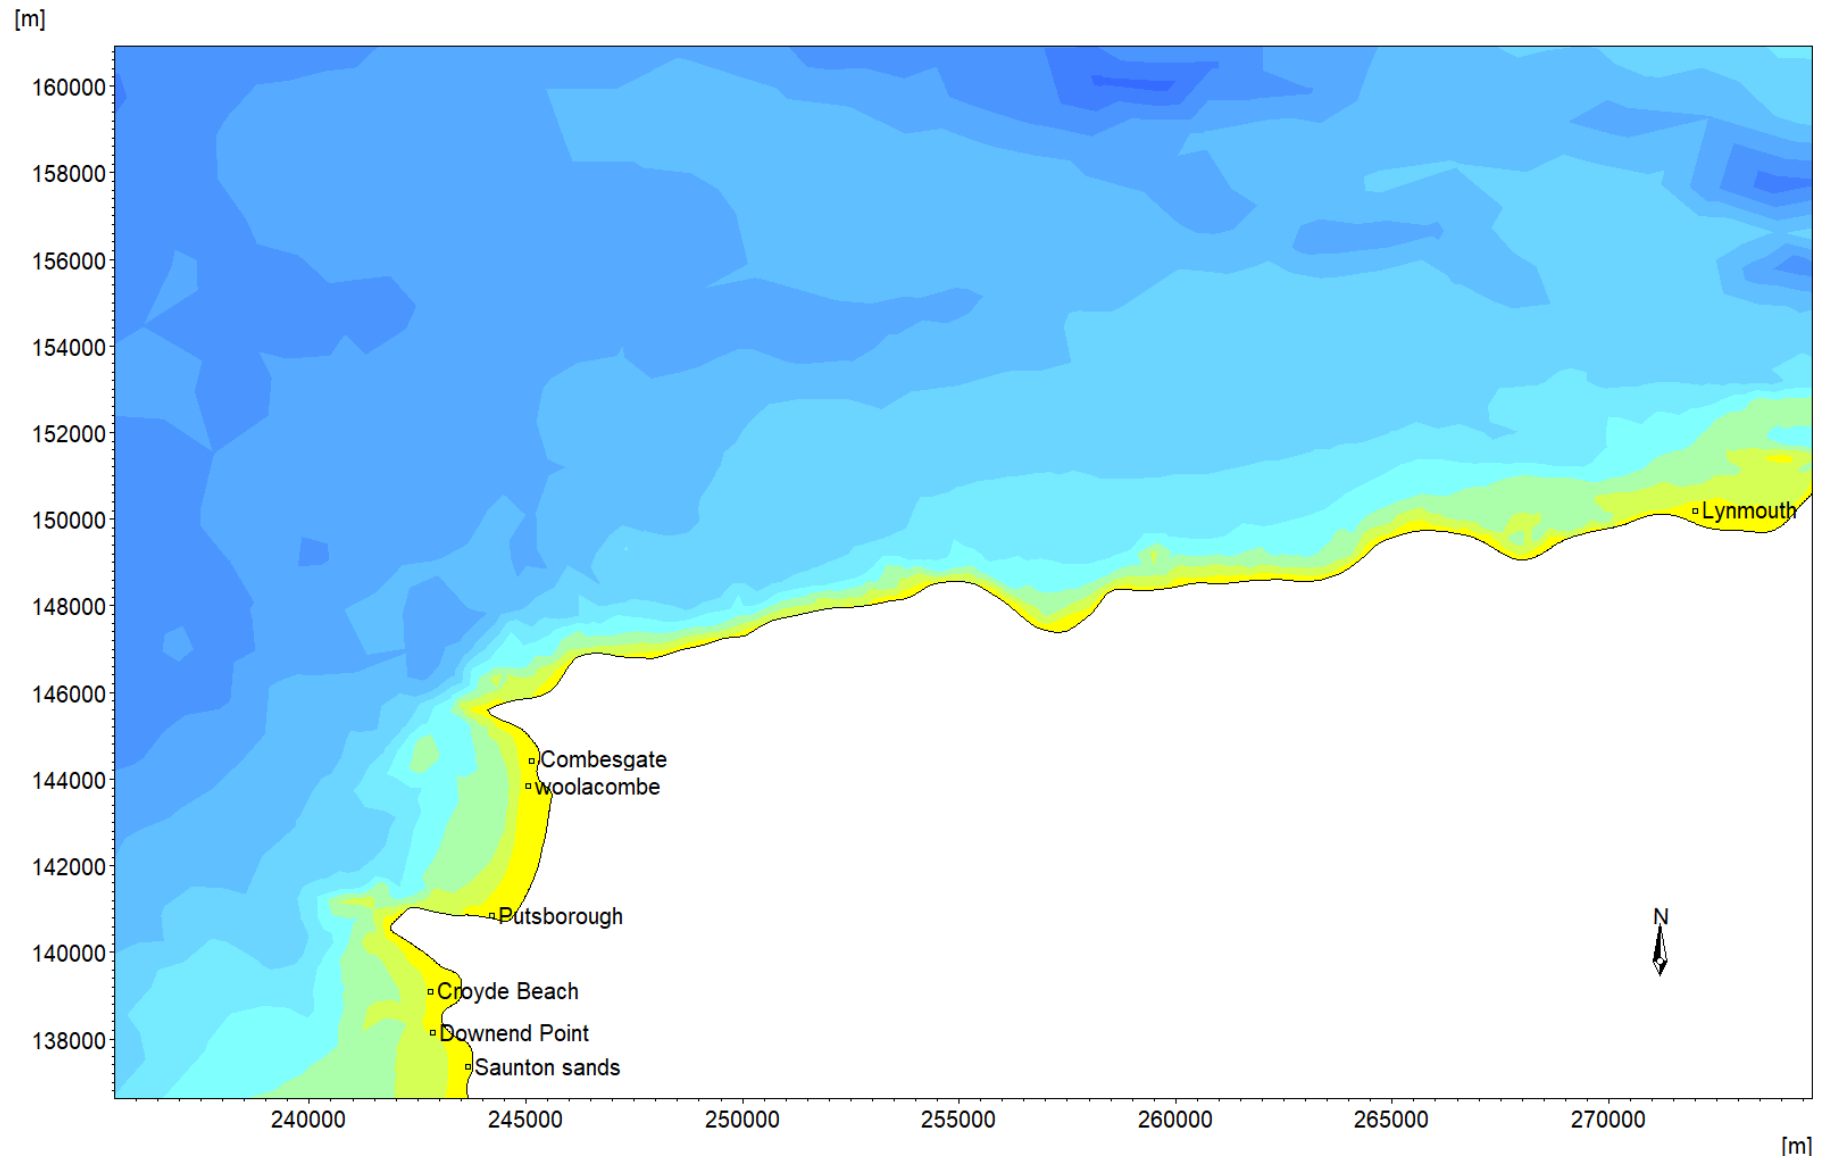 [m]
160000
158000
156000
154000
152000
150000
Lynmouth
148000
146000
Combesgate
144000
woolacombe
142000
Putsborough
N
140000
Croyde Beach
138000
Downend Point
Saunton sands
240000 245000 250000 255000 260000 265000 270000
[m]